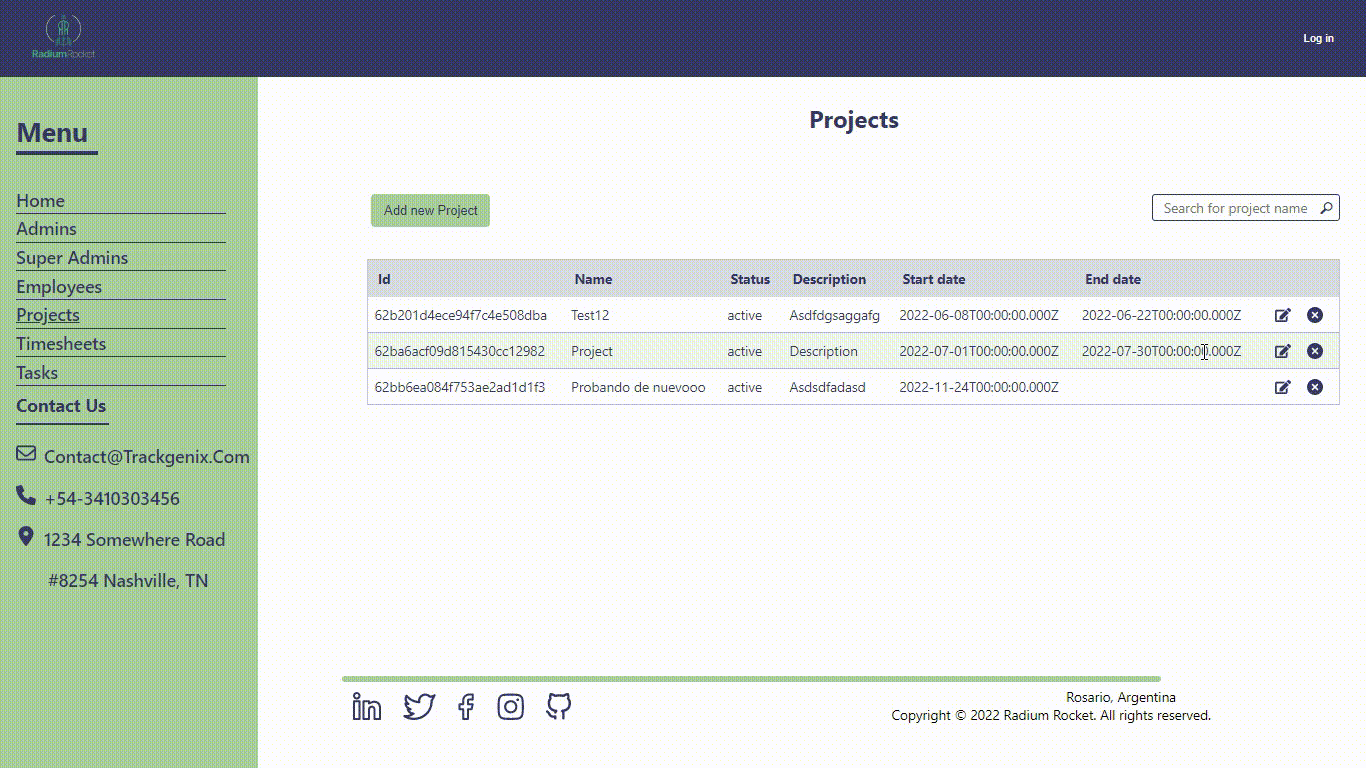 RadiumRocket
Log in
Menu
Home
Admins
Super Admins
Employees
Projects
Timesheets
Tasks
Contact Us
Contact@Trackgenix.Com
+54-3410303456
1234 Somewhere Road
#8254 Nashville, TN
Projects
Add new Project
Search for project name
Id Name Status Description Start date End date
62b201d4ece94f7c4e508dba Test12 active Asdfdgsaggafg 2022-06-08T00:00:00.000Z 2022-06-22T00:00:00.000Z
62ba6acf09d815430cc12982 Project active Description 2022-07-01T00:00:00.000Z 2022-07-30T00:00:00.000Z
62bb6ea084f753ae2ad1d1f3 Probando de nuevooo active Asdsdfadasd 2022-11-24T00:00:00.000Z
Rosario, Argentina
Copyright © 2022 Radium Rocket. All rights reserved.